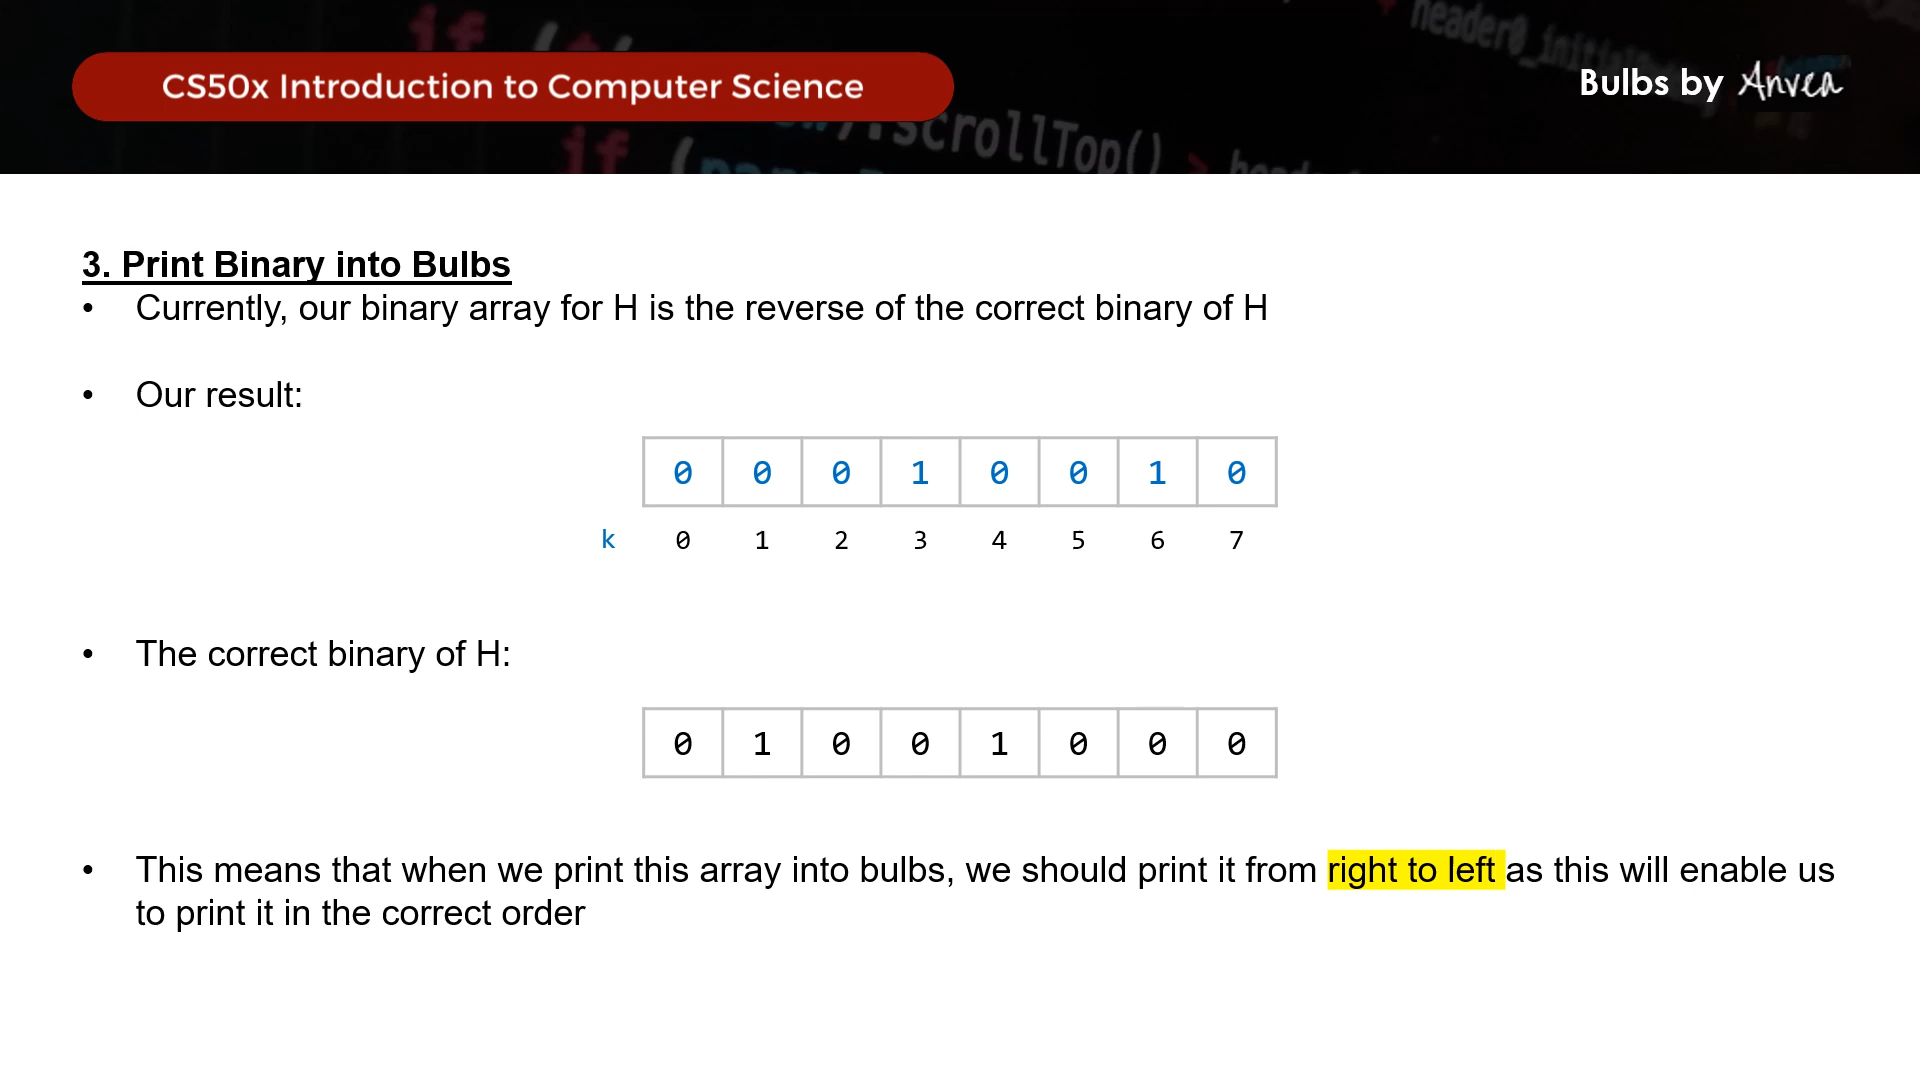 if (
header0_initi
CS50x Introduction to Computer Science
Bulbs by Anvea
.scrollTop() >
if (
3. Print Binary into Bulbs
• Currently, our binary array for H is the reverse of the correct binary of H
• Our result:
0 0 0 1 0 0 1 0
k 0 1 2 3 4 5 6 7
• The correct binary of H:
0 1 0 0 1 0 0 0
• This means that when we print this array into bulbs, we should print it from right to left as this will enable us
to print it in the correct order